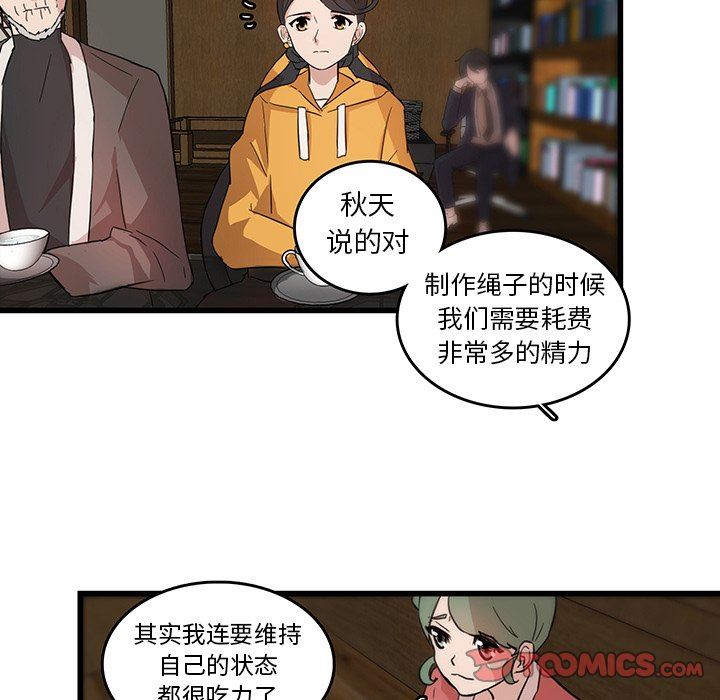 秋天
说的对
制作绳子的时候
我们需要耗费
非常多的精力
其实我连要维持
自己的状态
都很吃力了
TOOMICS.COM